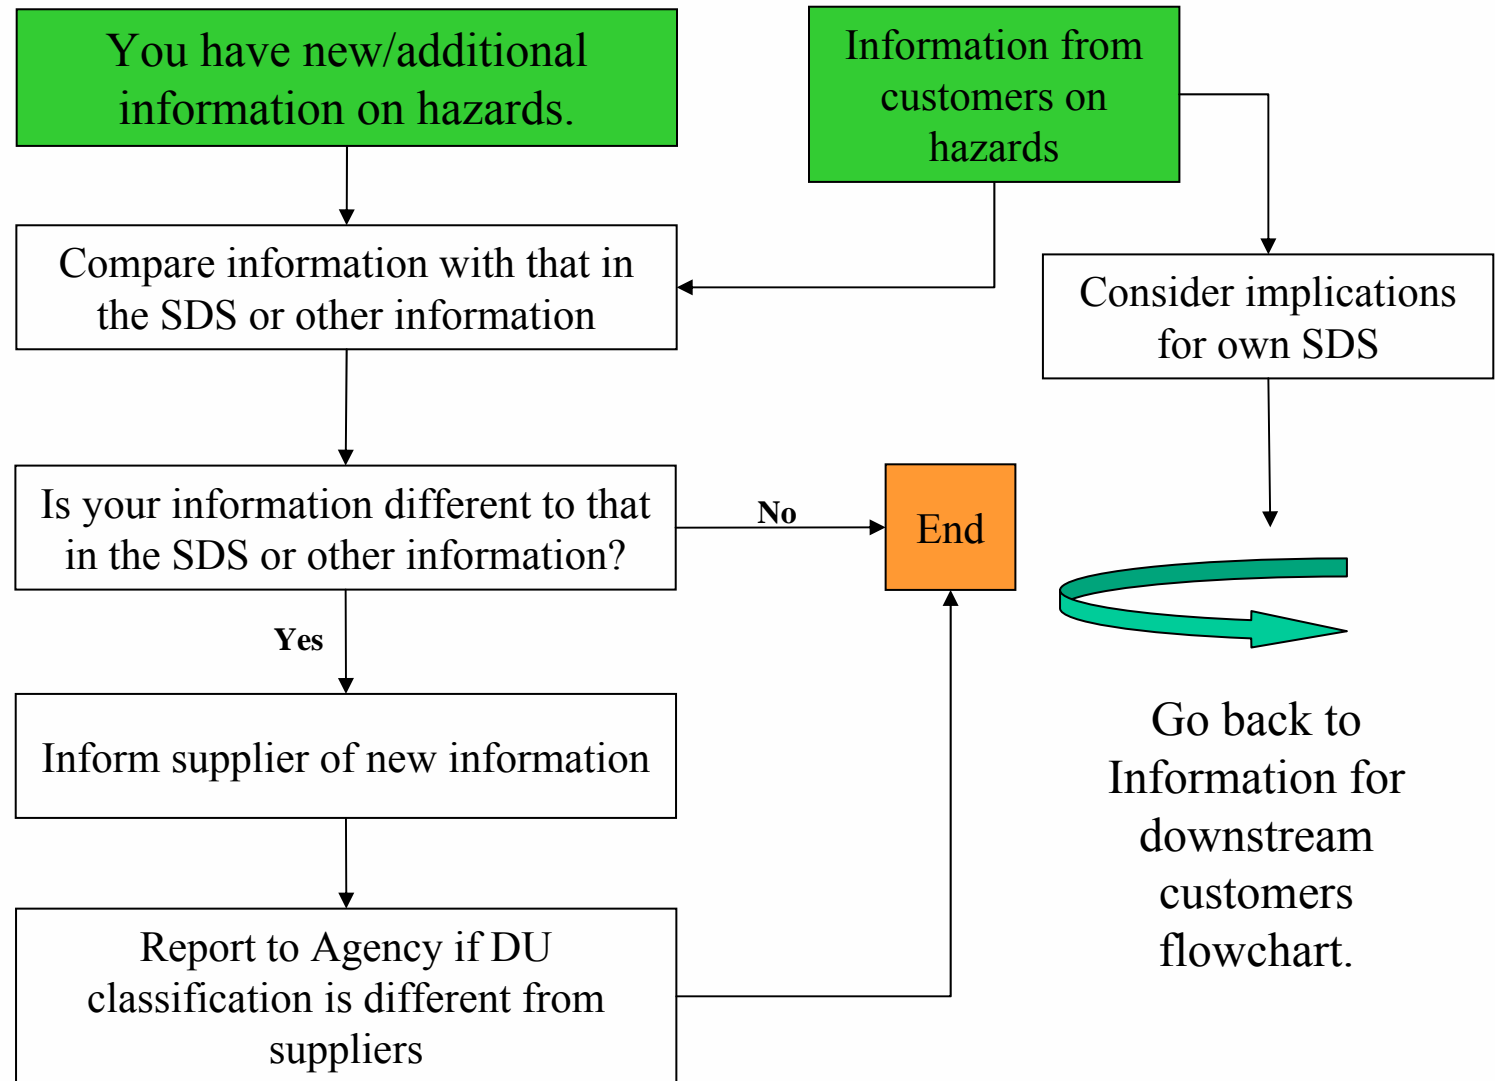 You have new/additional
information on hazards.
Information from
customers on
hazards
Compare information with that in
the SDS or other information
Consider implications
for own SDS
Is your information different to that
in the SDS or other information?
No
End
Yes
Inform supplier of new information
Go back to
Information for
downstream
customers
flowchart.
Report to Agency if DU
classification is different from
suppliers